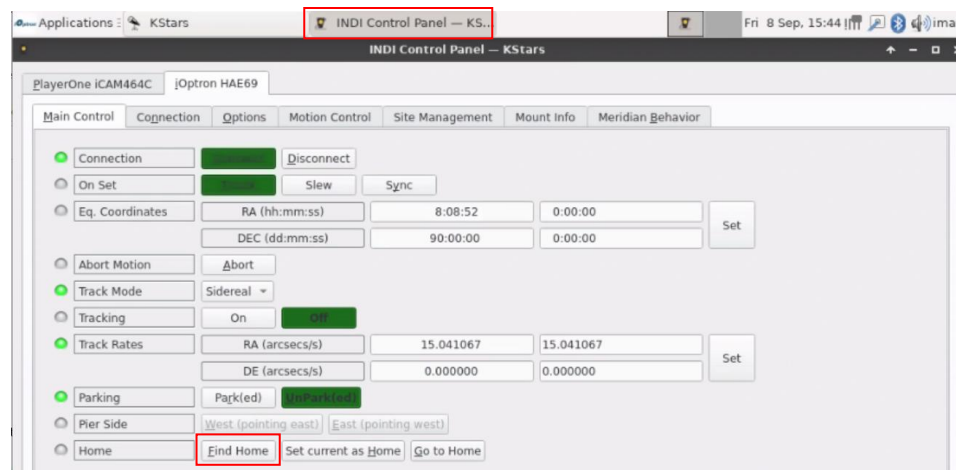 Applications : KStars INDI Control Panel — KS.. Fri 8 Sep, 15:44 ima
INDI Control Panel — KStars
PlayerOne iCAM464C iOptron HAE69
Main Control Connection Options Motion Control Site Management Mount Info Meridian Behavior
Connection Disconnect
On Set Slew Sync
Eq. Coordinates RA (hh:mm:ss) 8:08:52 0:00:00
Set
DEC (dd:mm:ss) 90:00:00 0:00:00
Abort Motion Abort
Track Mode Sidereal
Tracking On Off
Track Rates RA (arcsecs/s) 15.041067 15.041067
Set
DE (arcsecs/s) 0.000000 0.000000
Parking Park(ed) UnPark(ed)
Pier Side West (pointing east) East (pointing west)
Home Find Home Set current as Home Go to Home